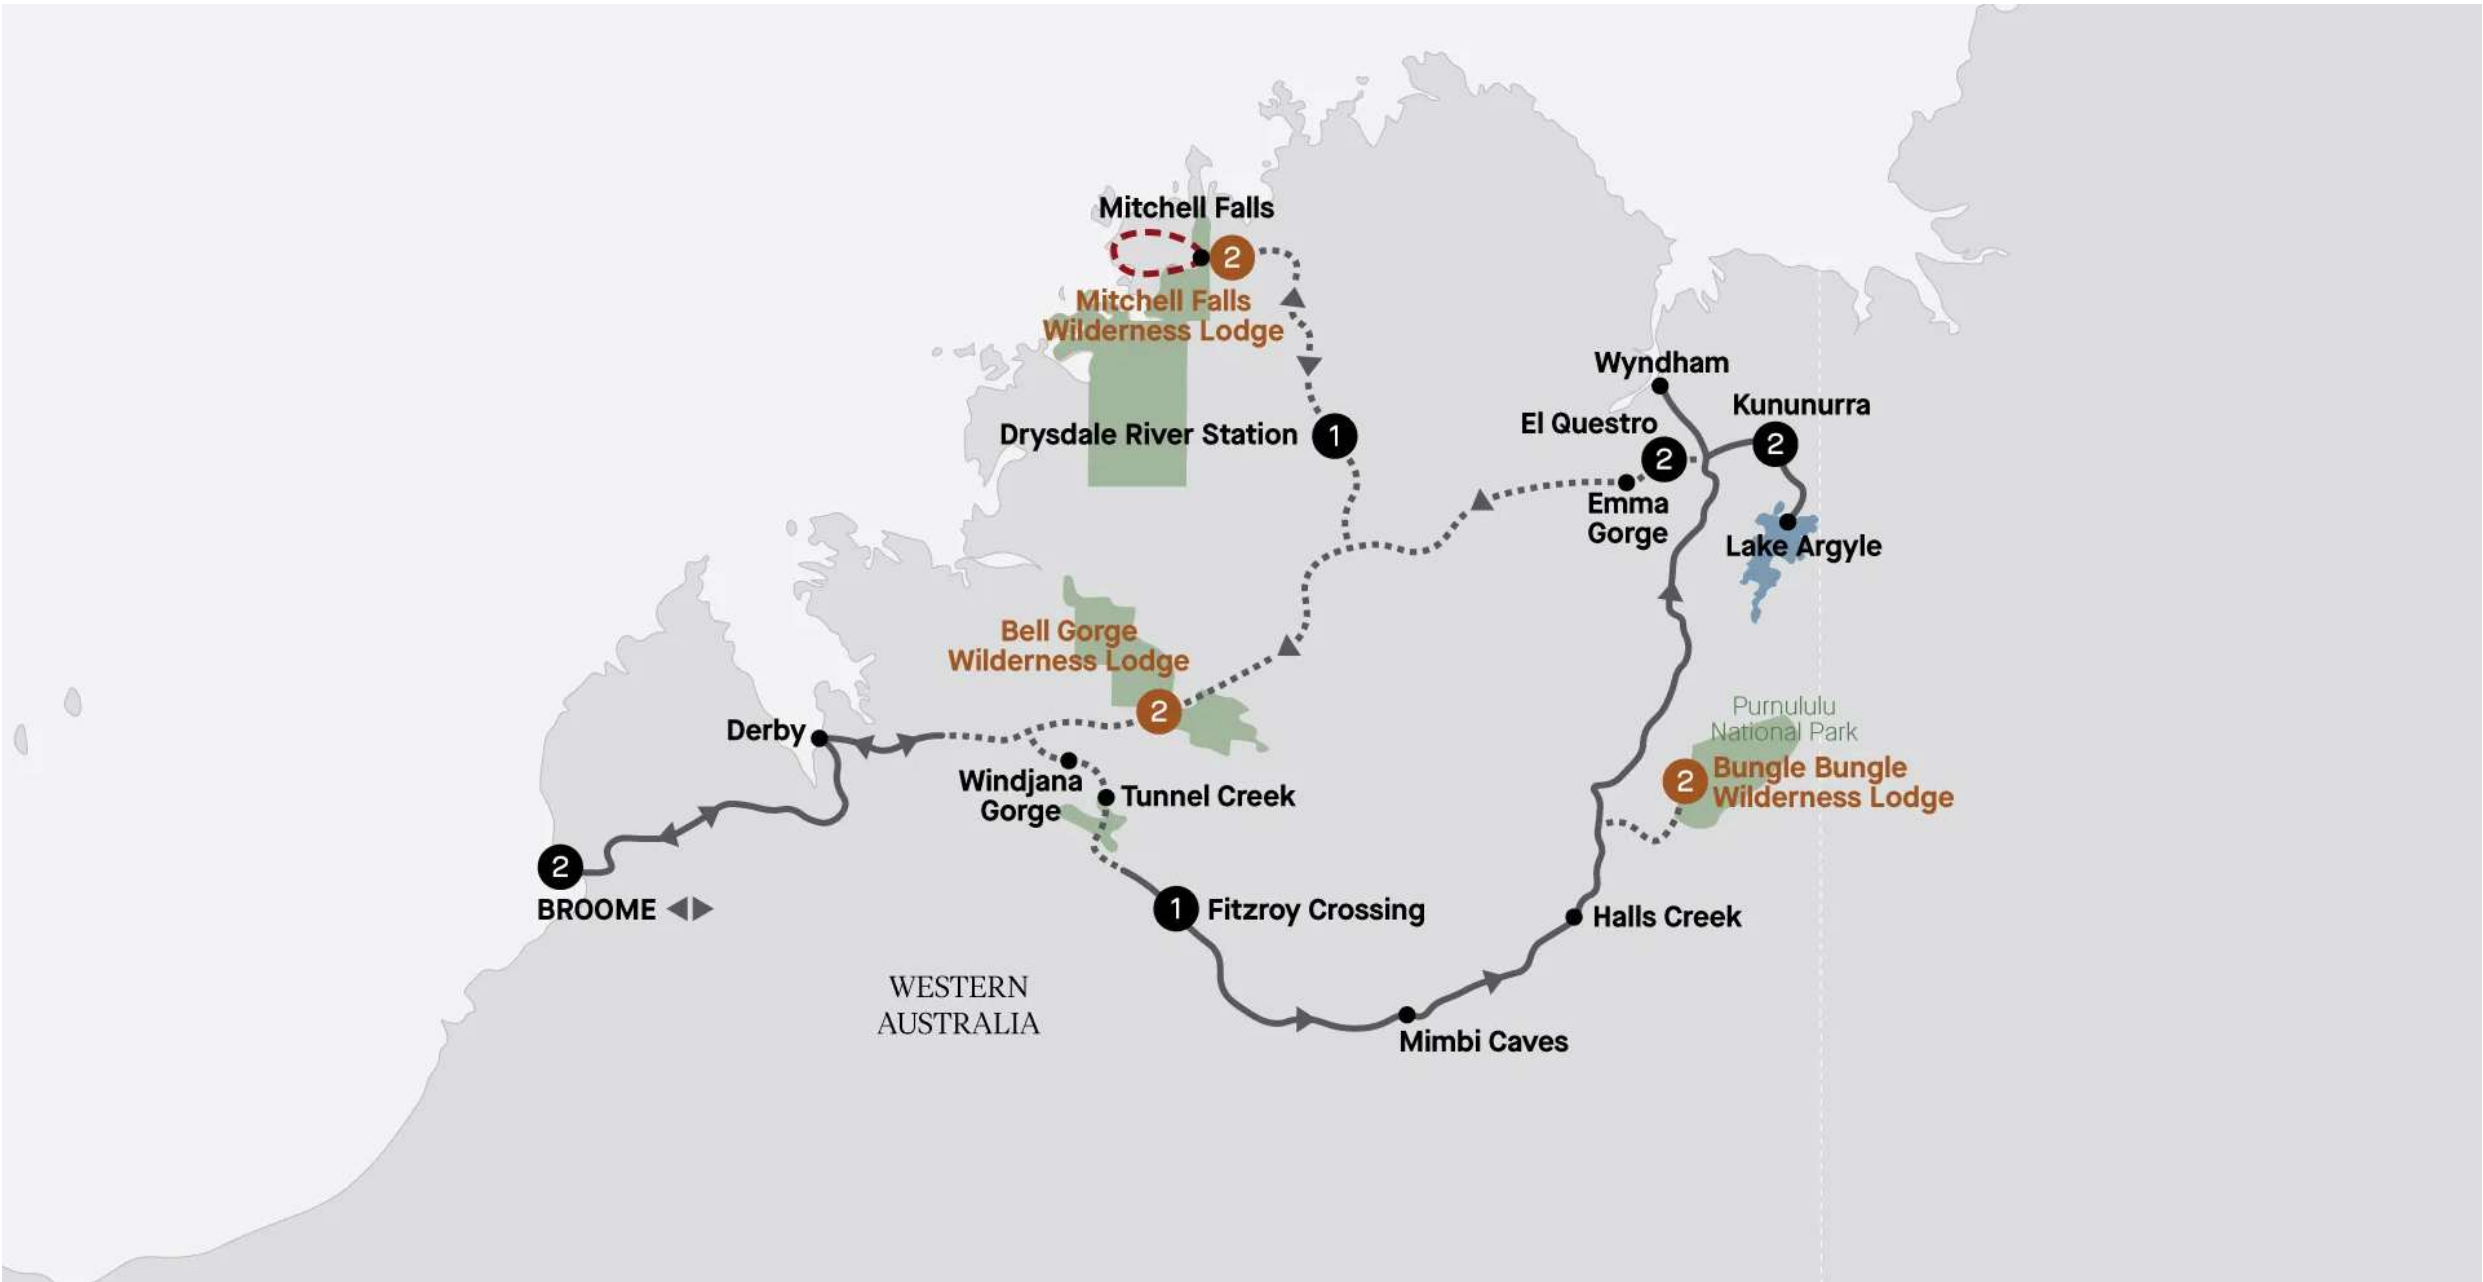 Mitchell Falls
2
Mitchell Falls
Wilderness Lodge
Wyndham
Kununurra
2
El Questro
2
Drysdale River Station
1
Emma
Gorge
Lake Argyle
Bell Gorge
Wilderness Lodge
2
Purnululu
National Park
Derby
Bungle Bungle
Wilderness Lodge
2
Windjana
Gorge
Tunnel Creek
2
BROOME
1
Fitzroy Crossing
Halls Creek
WESTERN
AUSTRALIA
Mimbi Caves